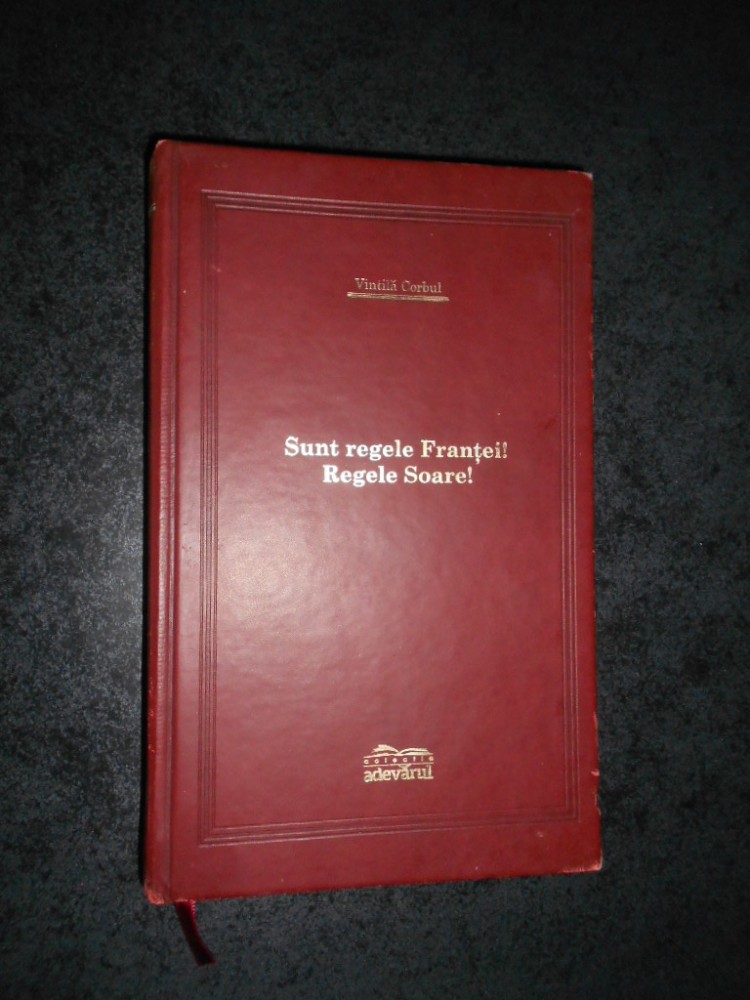 Vintilă Corbul
Sunt regele Franței!
Regele Soare!
colecția
adevărul